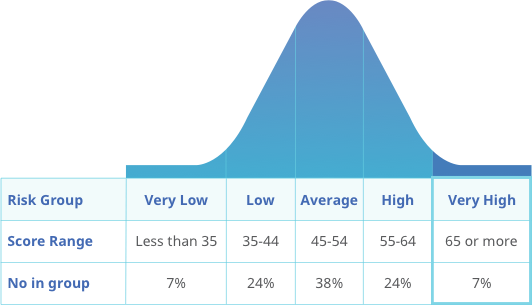 Risk Group Very Low Low Average High Very High
Score Range Less than 35 35-44 45-54 55-64 65 or more
No in group 7% 24% 38% 24% 7%